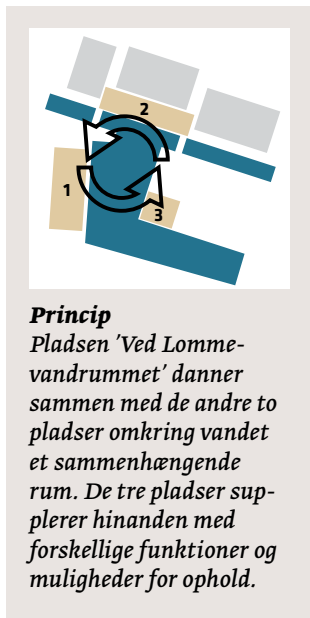 2
1
3
Princip
Pladsen ’Ved Lomme-
vandrummet’ danner
sammen med de andre to
pladser omkring vandet
et sammenhængende
rum. De tre pladser sup-
plerer hinanden med
forskellige funktioner og
muligheder for ophold.